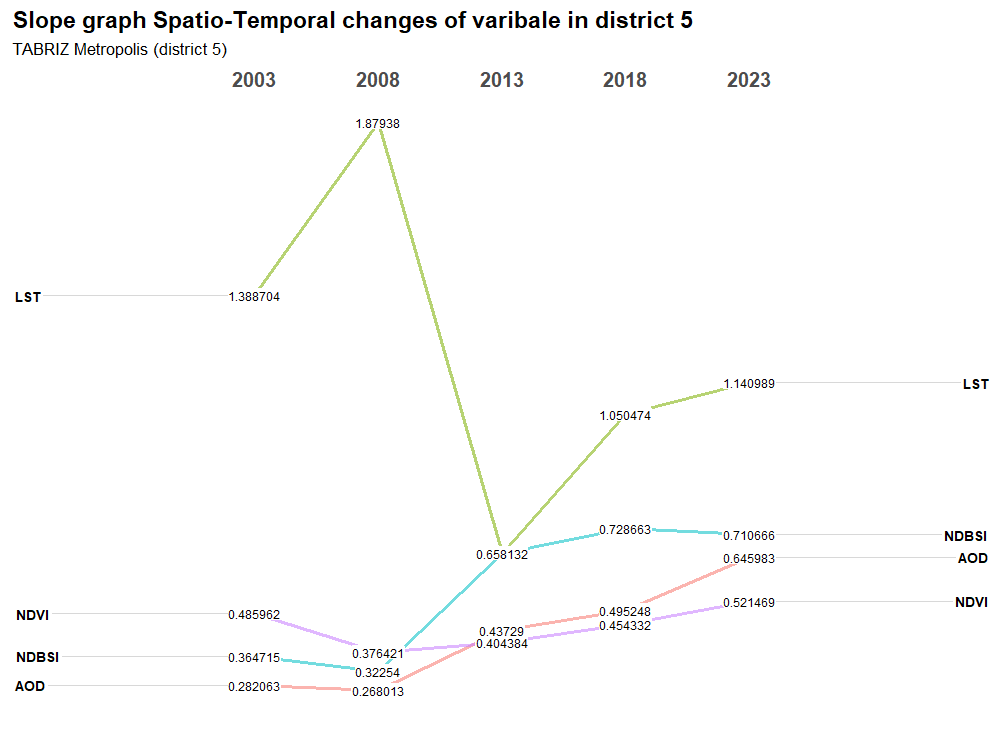 Slope graph Spatio-Temporal changes of varibale in district 5
TABRIZ Metropolis (district 5)
2003 2008 2013 2018 2023
1.87938
LST 1.388704
1.140989 LST
1.050474
0.728663
0.710666 NDBSI
0.658132
0.645983 AOD
0.521469 NDVI
NDVI 0.485962
0.495248
0.454332
0.43729
0.404384
0.376421
NDBSI 0.364715
0.32254
AOD 0.282063
0.268013